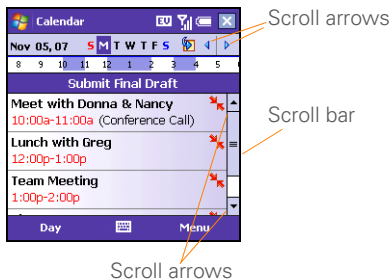 Calendar EU
Scroll arrows
Nov 05, 07 S M T W T F S
8 9 10 11 12 1 2 3 4 5
Submit Final Draft
Meet with Donna & Nancy
10:00a-11:00a (Conference Call)
Scroll bar
Lunch with Greg
12:00p-1:00p
Team Meeting
1:00p-2:00p
Day Menu
Scroll arrows